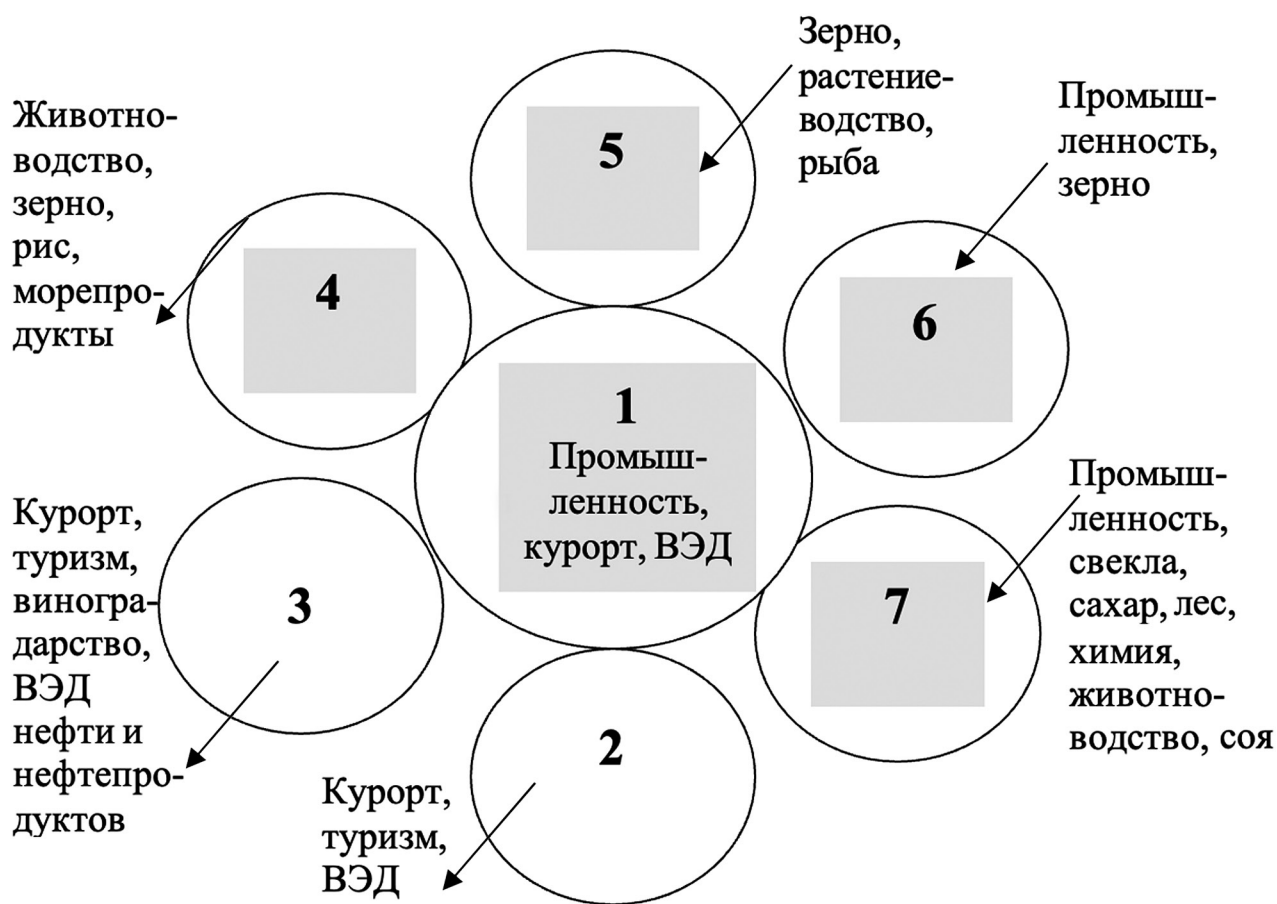 Зерно,
растение-
водство,
рыба
5
Промыш-
ленность,
зерно
6
Животно-
водство,
зерно,
рис,
морепро-
дукты
4
1
Промыш-
ленность,
курорт, ВЭД
Промыш-
ленность,
свекла,
сахар, лес,
химия,
животно-
водство, соя
7
Курорт,
туризм,
виногра-
дарство,
ВЭД
нефти и
нефтепро-
дуктов
3
2
Курорт,
туризм,
ВЭД